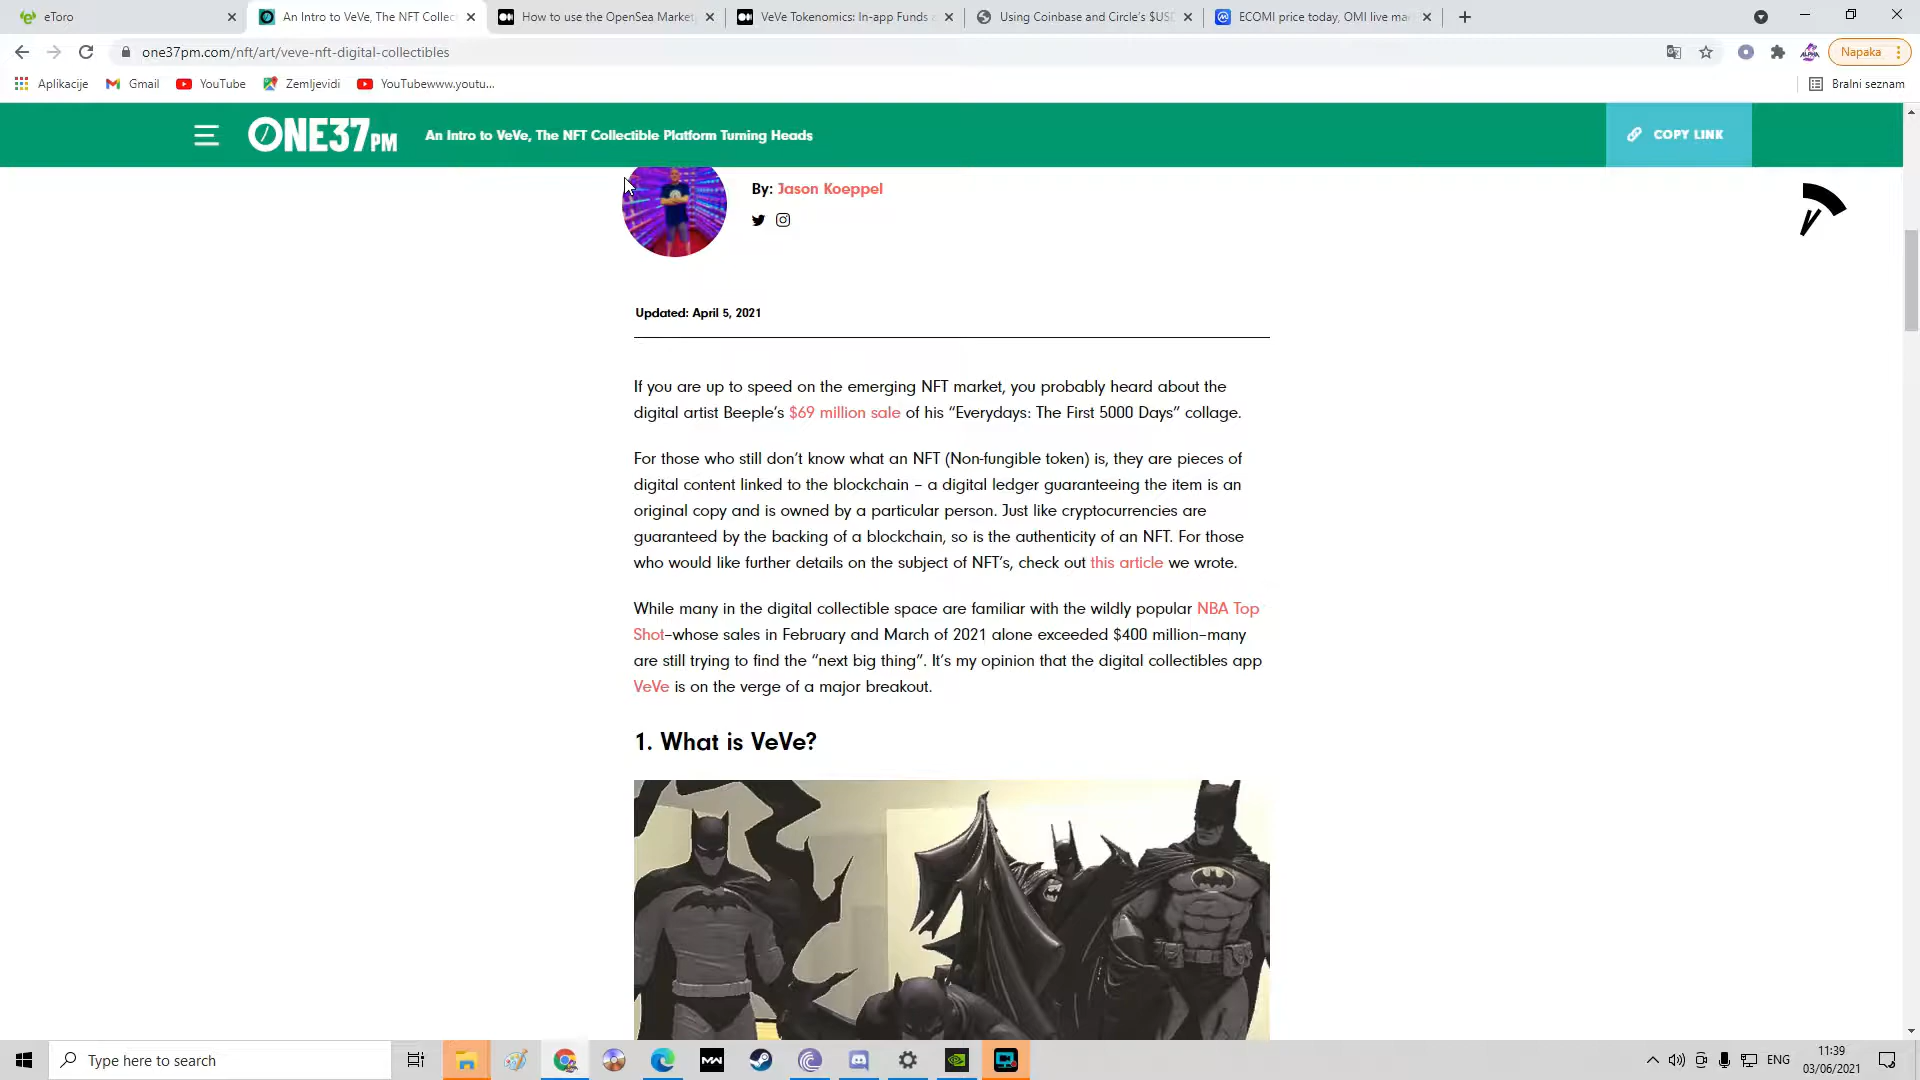 eToro
An Intro to VeVe, The NFT Collec
How to use the OpenSea Market
VeVe Tokenomics: In-app Funds
Using Coinbase and Circle's $USD
ECOMI price today, OMI live ma
one37pm.com/nft/art/veve-nft-digital-collectibles
Napaka
Aplikacije
Gmail
YouTube
Zemljevidi
YouTubewww.youtu...
Bralni seznam
ONE37PM
An Intro to VeVe, The NFT Collectible Platform Turning Heads
COPY LINK
By: Jason Koeppel
Updated: April 5, 2021
If you are up to speed on the emerging NFT market, you probably heard about the
digital artist Beeple's $69 million sale of his “Everydays: The First 5000 Days” collage.
For those who still don't know what an NFT (Non-fungible token) is, they are pieces of
digital content linked to the blockchain – a digital ledger guaranteeing the item is an
original copy and is owned by a particular person. Just like cryptocurrencies are
guaranteed by the backing of a blockchain, so is the authenticity of an NFT. For those
who would like further details on the subject of NFT's, check out this article we wrote.
While many in the digital collectible space are familiar with the wildly popular NBA Top
Shot–whose sales in February and March of 2021 alone exceeded $400 million–many
are still trying to find the “next big thing”. It's my opinion that the digital collectibles app
VeVe is on the verge of a major breakout.
1. What is VeVe?
Type here to search
ENG
11:39
03/06/2021